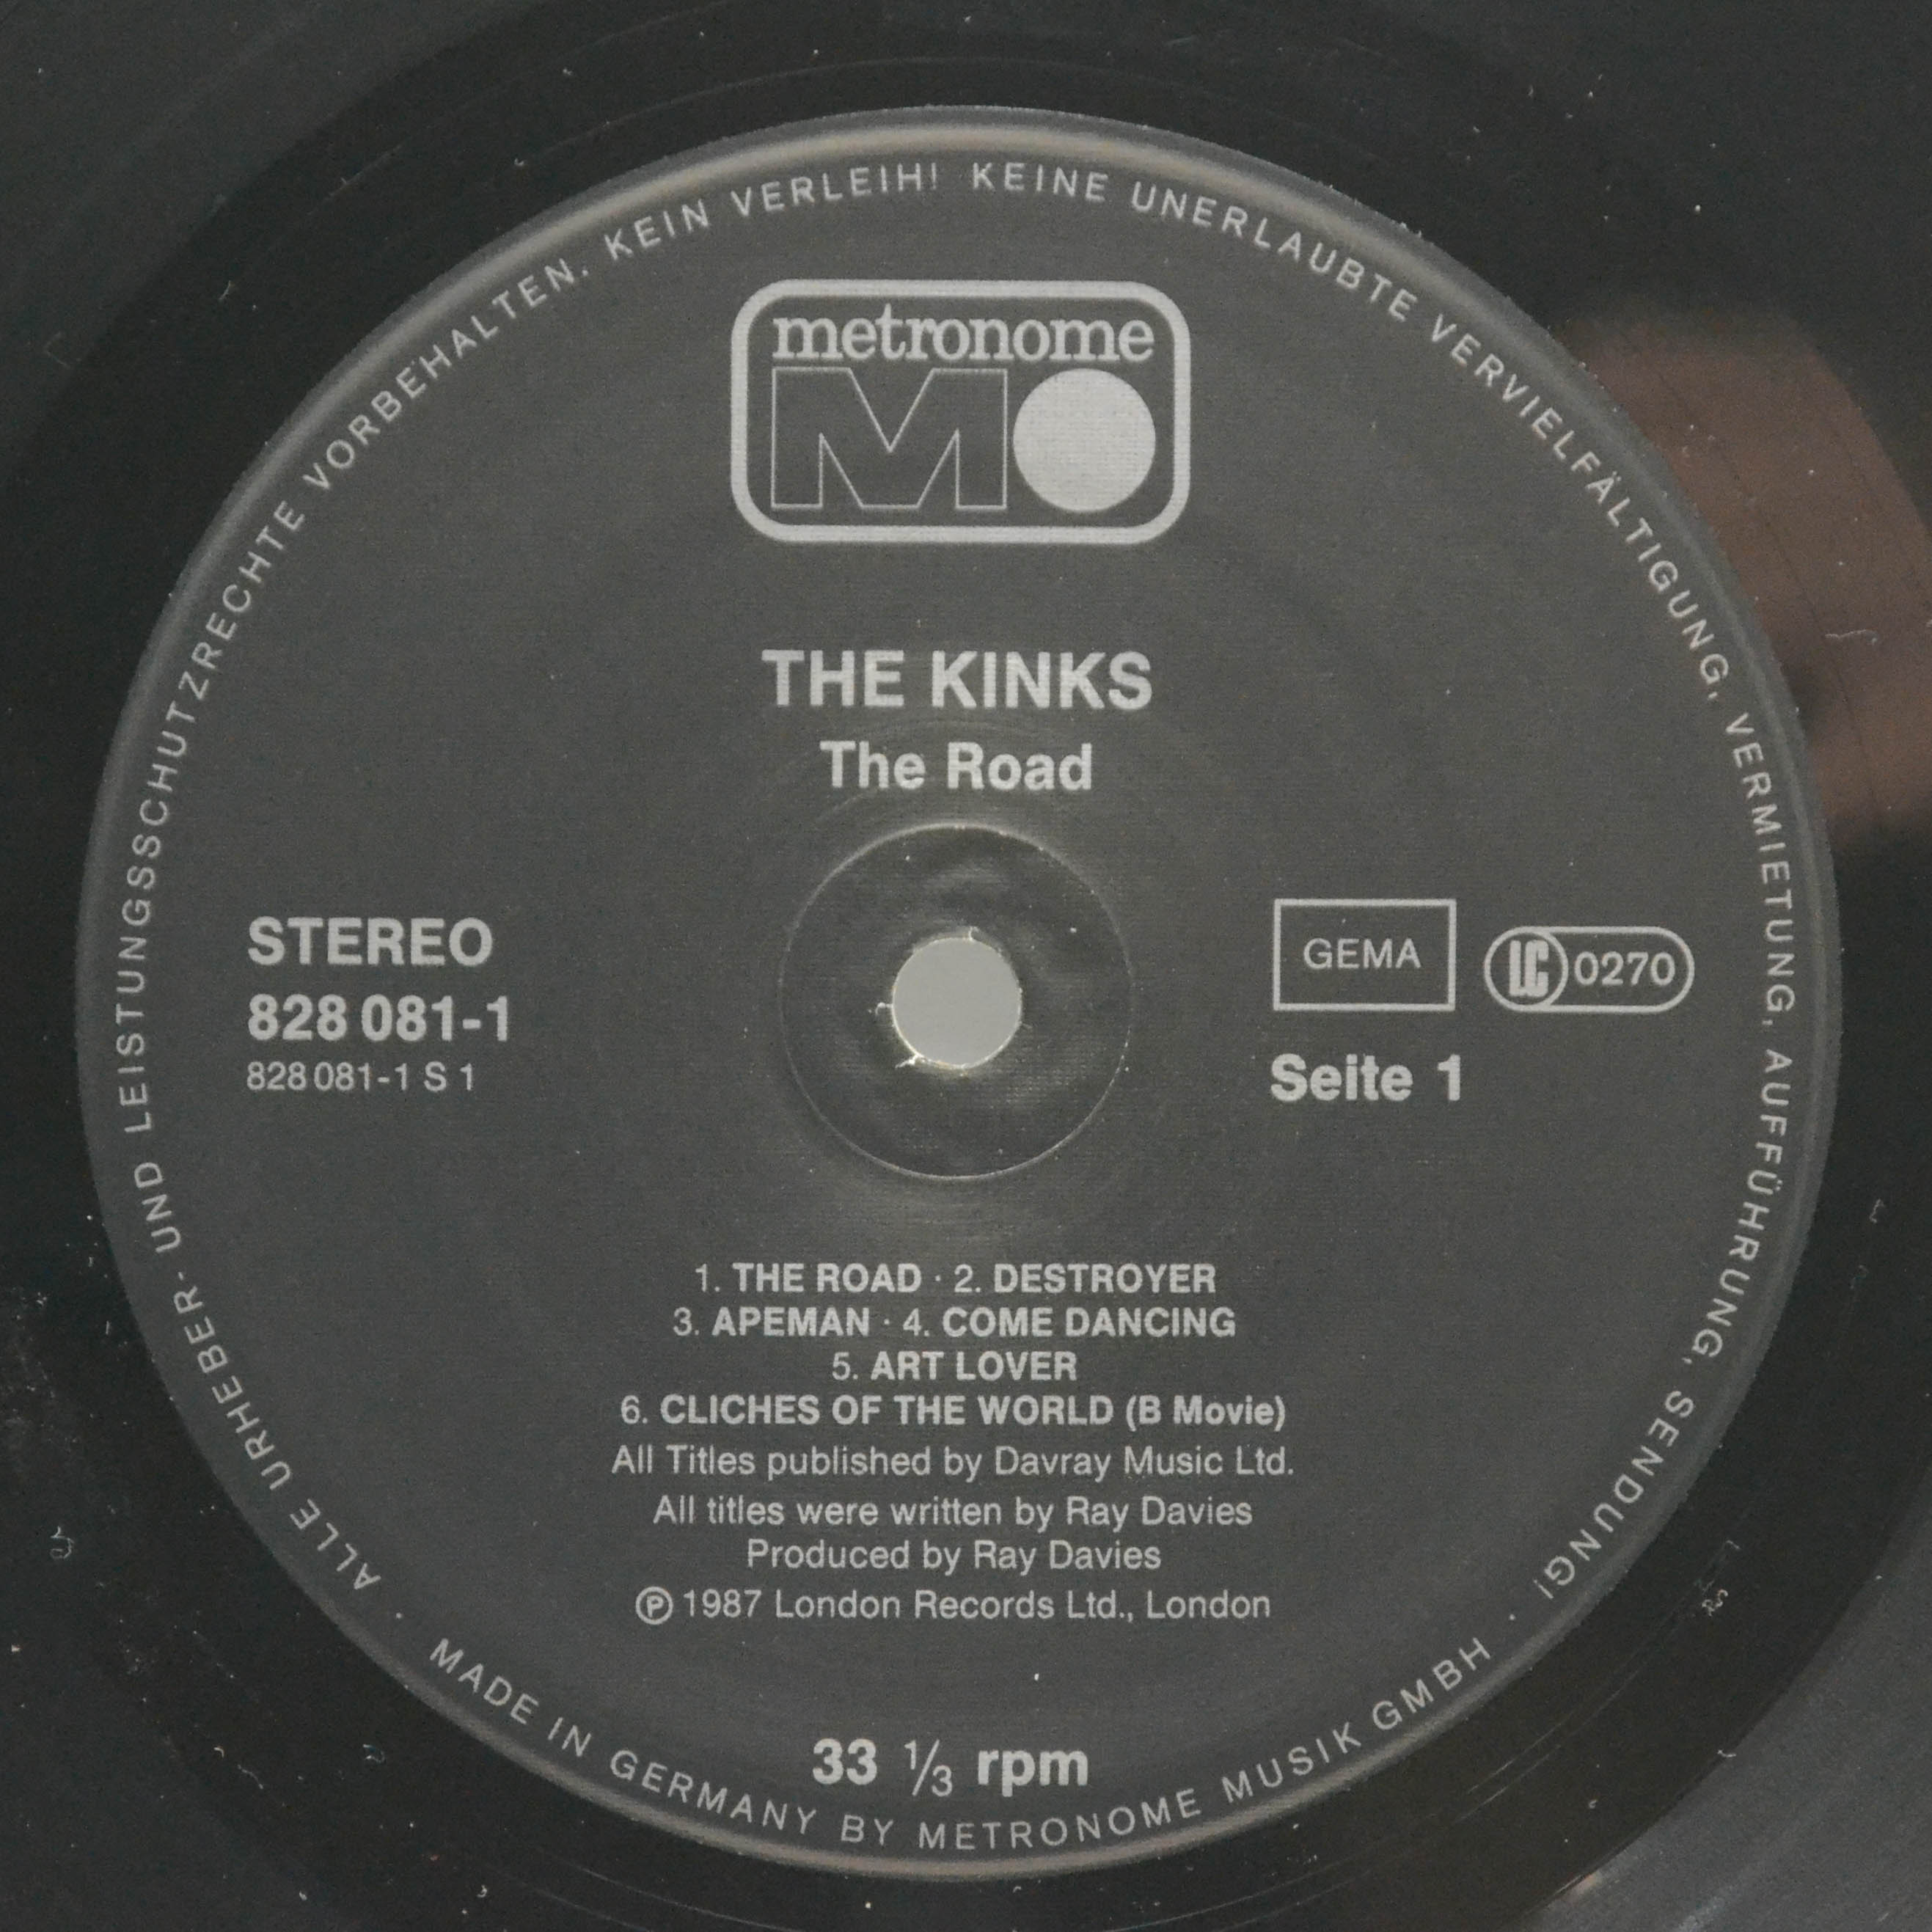 ALLE URHEBER- UND LEISTUNGSSCHUTZRECHTE VORBEHALTEN. KEIN VERLEIH! KEINE UNERLAUBTE VERVIELFÄLTIGUNG, VERMIETUNG, AUFFÜHRUNG, SENDUNG!
metronome
MO
THE KINKS
The Road
STEREO
828 081-1
828 081-1 S 1
GEMA
LC 0270
Seite 1
1. THE ROAD · 2. DESTROYER
3. APEMAN · 4. COME DANCING
5. ART LOVER
6. CLICHES OF THE WORLD (B Movie)
All Titles published by Davray Music Ltd.
All titles were written by Ray Davies
Produced by Ray Davies
Ⓟ 1987 London Records Ltd., London
33 1/3 rpm
· MADE IN GERMANY BY METRONOME MUSIK GMBH ·